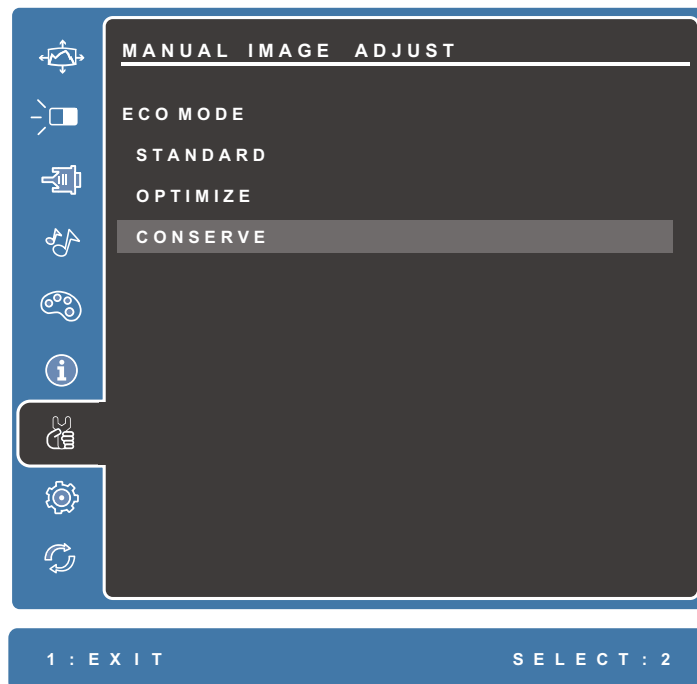 MANUAL IMAGE ADJUST
ECO MODE
STANDARD
OPTIMIZE
CONSERVE
1:EXIT SELECT:2